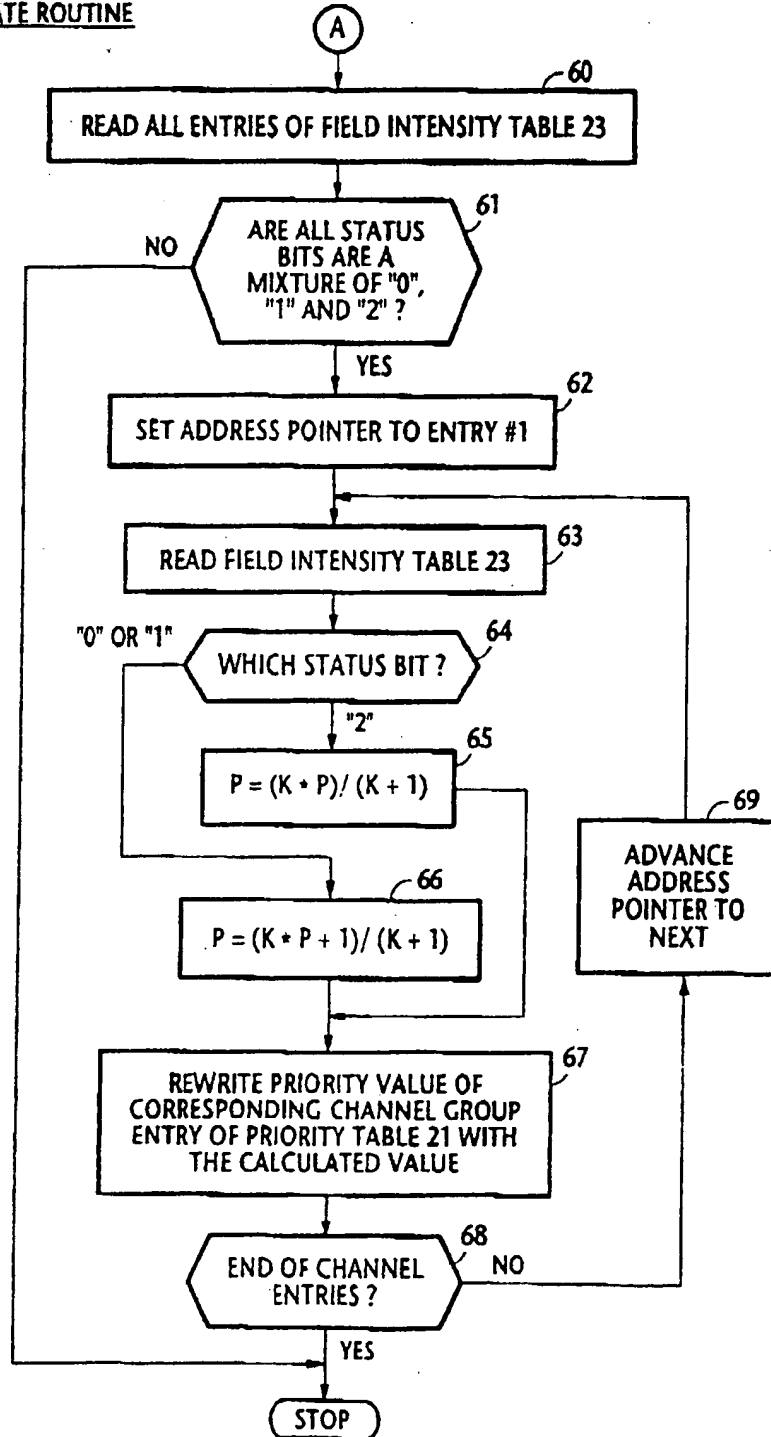 ATE ROUTINE
A
60
READ ALL ENTRIES OF FIELD INTENSITY TABLE 23
61
NO
ARE ALL STATUS
BITS ARE A
MIXTURE OF "0",
"1" AND "2" ?
YES
62
SET ADDRESS POINTER TO ENTRY #1
63
READ FIELD INTENSITY TABLE 23
"0" OR "1"
64
WHICH STATUS BIT ?
"2"
65
P = (K * P) / (K + 1)
69
ADVANCE
ADDRESS
POINTER TO
NEXT
66
P = (K * P + 1) / (K + 1)
67
REWRITE PRIORITY VALUE OF
CORRESPONDING CHANNEL GROUP
ENTRY OF PRIORITY TABLE 21 WITH
THE CALCULATED VALUE
68
END OF CHANNEL
ENTRIES ?
NO
YES
STOP